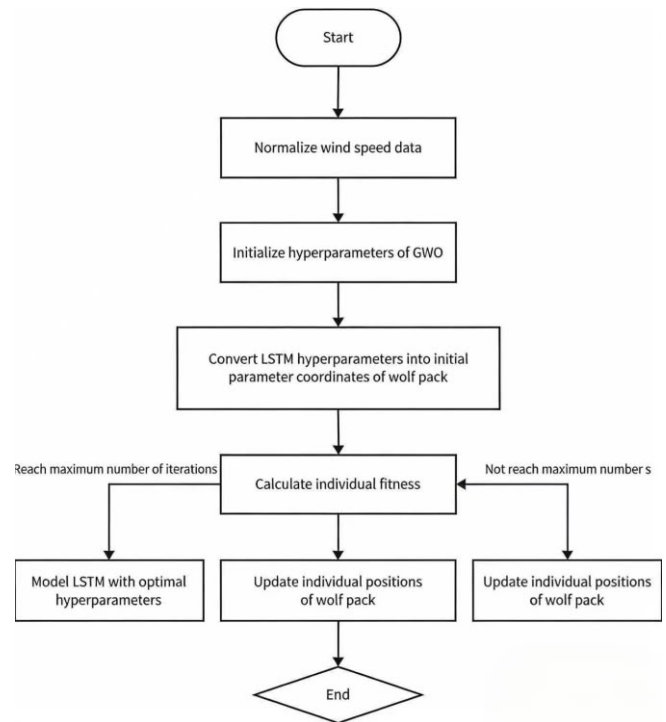 Start
Normalize wind speed data
Initialize hyperparameters of GWO
Convert LSTM hyperparameters into initial
parameter coordinates of wolf pack
Reach maximum number of iterations
Calculate individual fitness
Not reach maximum number s
Model LSTM with optimal
hyperparameters
Update individual positions
of wolf pack
Update individual positions
of wolf pack
End